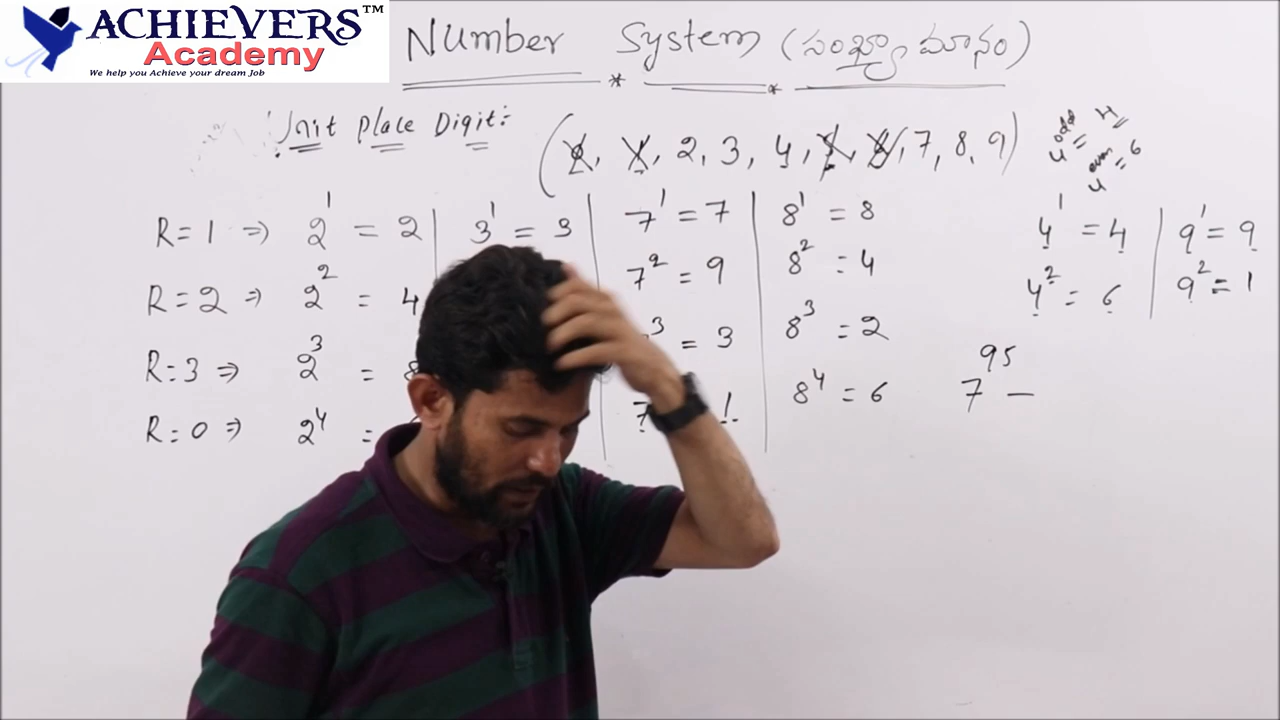 ACHIEVERS™
Academy
We help you Achieve your dream Job
Number System (సంఖ్యా మానం)
Unit Place Digit:-
(0, 1, 2, 3, 4, 5, 6, 7, 8, 9)
4 odd = 4
4 even = 6
R=1 => 2^1 = 2
R=2 => 2^2 = 4
R=3 => 2^3 = 8
R=0 => 2^4 =
3^1 = 3
7^1 = 7
7^2 = 9
3 = 3
7 1
8^1 = 8
8^2 = 4
8^3 = 2
8^4 = 6
4^1 = 4
4^2 = 6
9^1 = 9
9^2 = 1
7^95 —